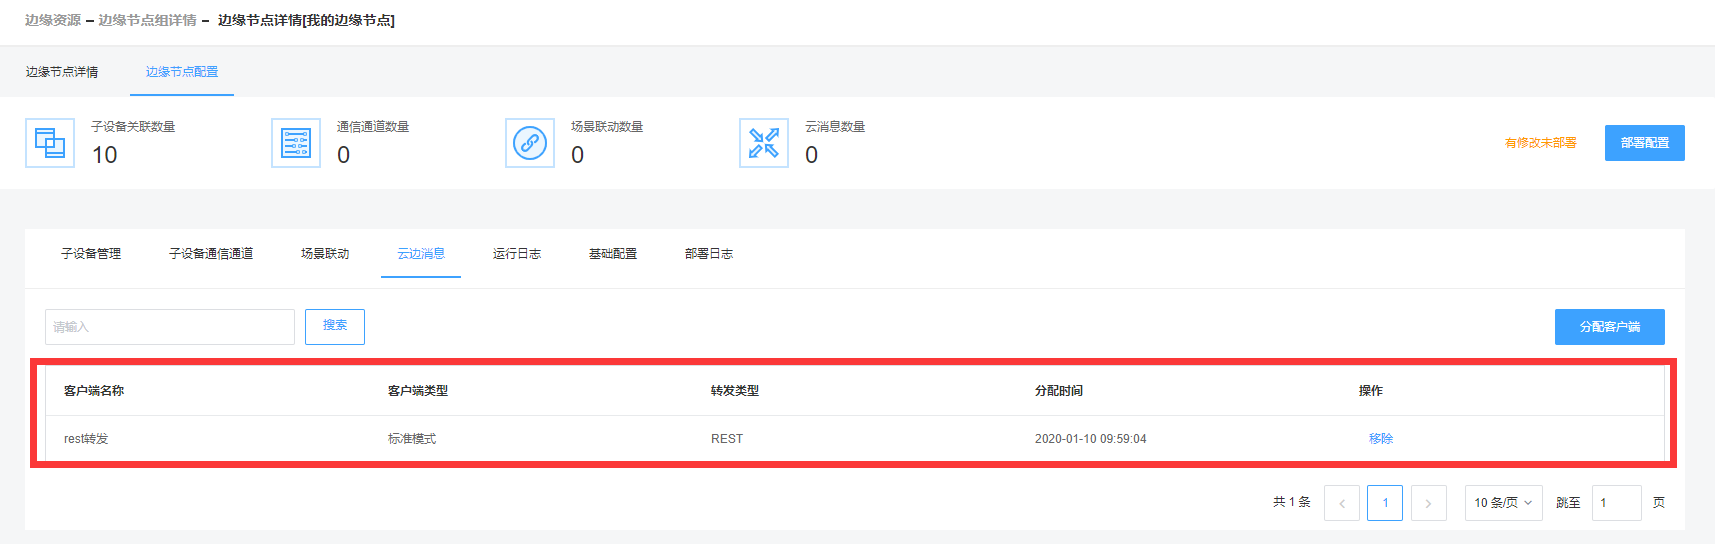 边缘资源 – 边缘节点组详情 – 边缘节点详情[我的边缘节点]
边缘节点详情 边缘节点配置
子设备关联数量 通信通道数量 场景联动数量 云消息数量
10 0 0 0 有修改未部署 部署配置
子设备管理 子设备通信通道 场景联动 云边消息 运行日志 基础配置 部署日志
请输入 搜索 分配客户端
客户端名称 客户端类型 转发类型 分配时间 操作
rest转发 标准模式 REST 2020-01-10 09:59:04 移除
共 1 条 < 1 > 10 条/页 跳至 1 页